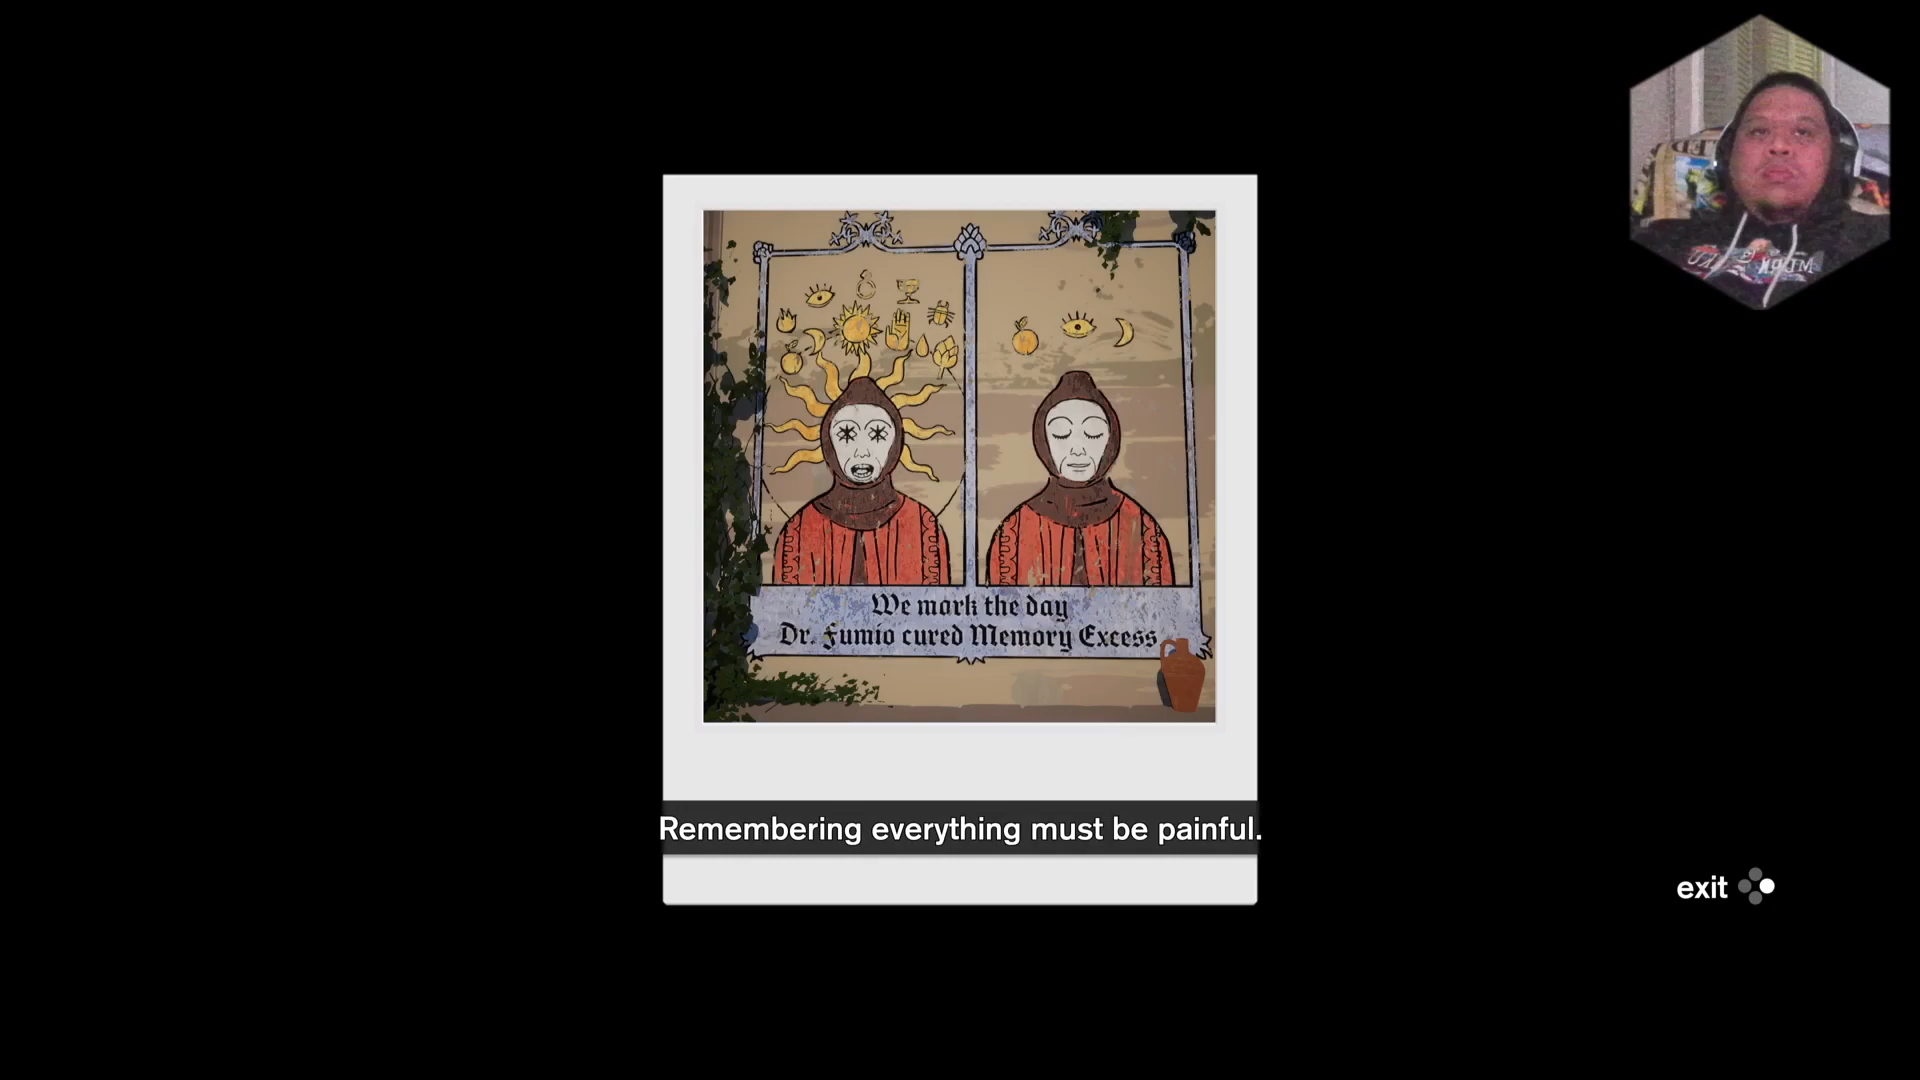 We mark the day
Dr. Fumio cured Memory Excess
Remembering everything must be painful.
exit